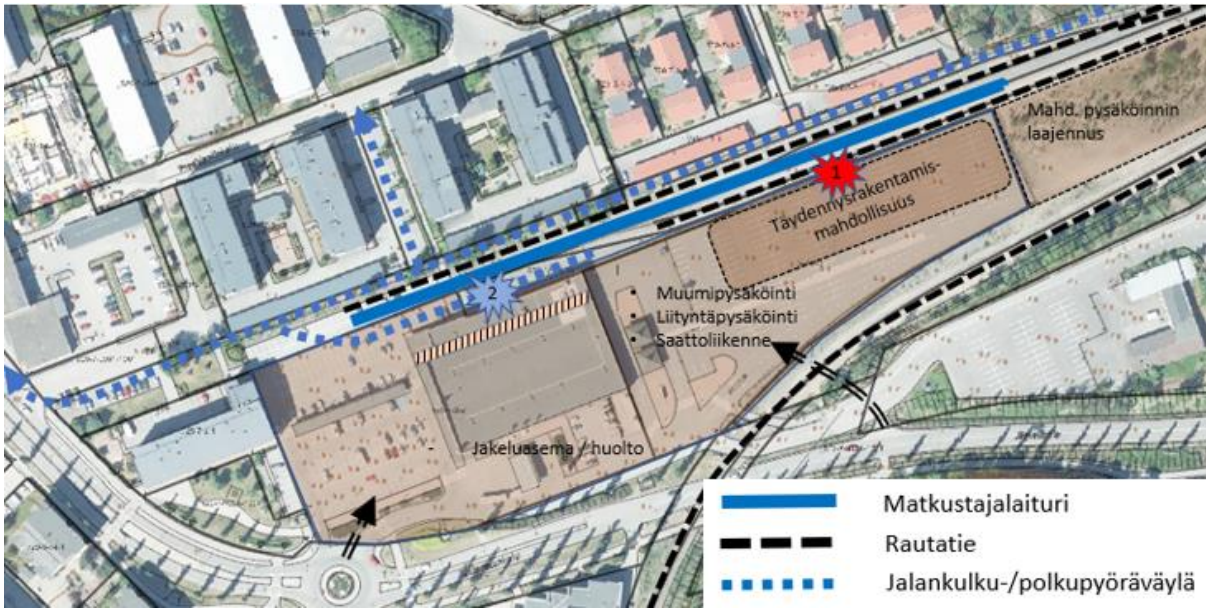 Mahd. pysäköinnin
laajennus
1
Täydennysrakentamis-
mahdollisuus
2
• Muumipysäköinti
• Liityntäpysäköinti
• Saattoliikenne
- Jakeluasema / huolto
Matkustajalaituri
Rautatie
Jalankulku-/polkupyöräväylä